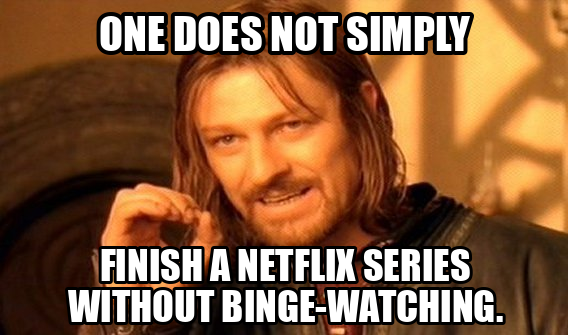 ONE DOES NOT SIMPLY
FINISH A NETFLIX SERIES
WITHOUT BINGE-WATCHING.